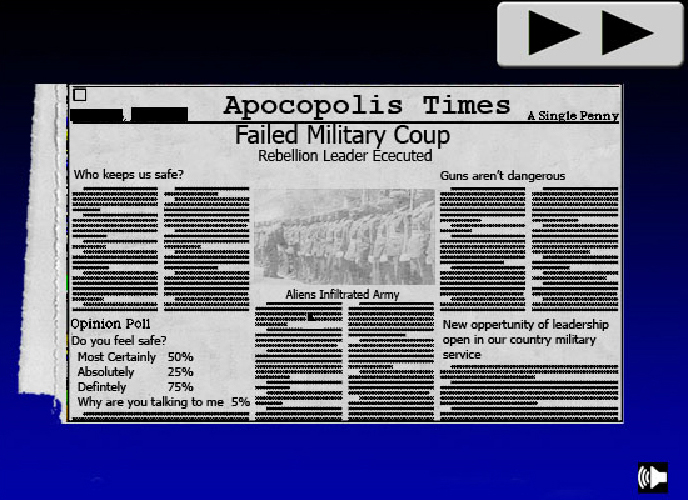 Apocopolis Times
A Single Penny
Failed Military Coup
Rebellion Leader Ececuted
Who keeps us safe?
Guns aren't dangerous
Aliens Infiltrated Army
Opinion Poll
Do you feel safe?
Most Certainly 50%
Absolutely 25%
Defintely 75%
Why are you talking to me 5%
New oppertunity of leadership
open in our country military
service